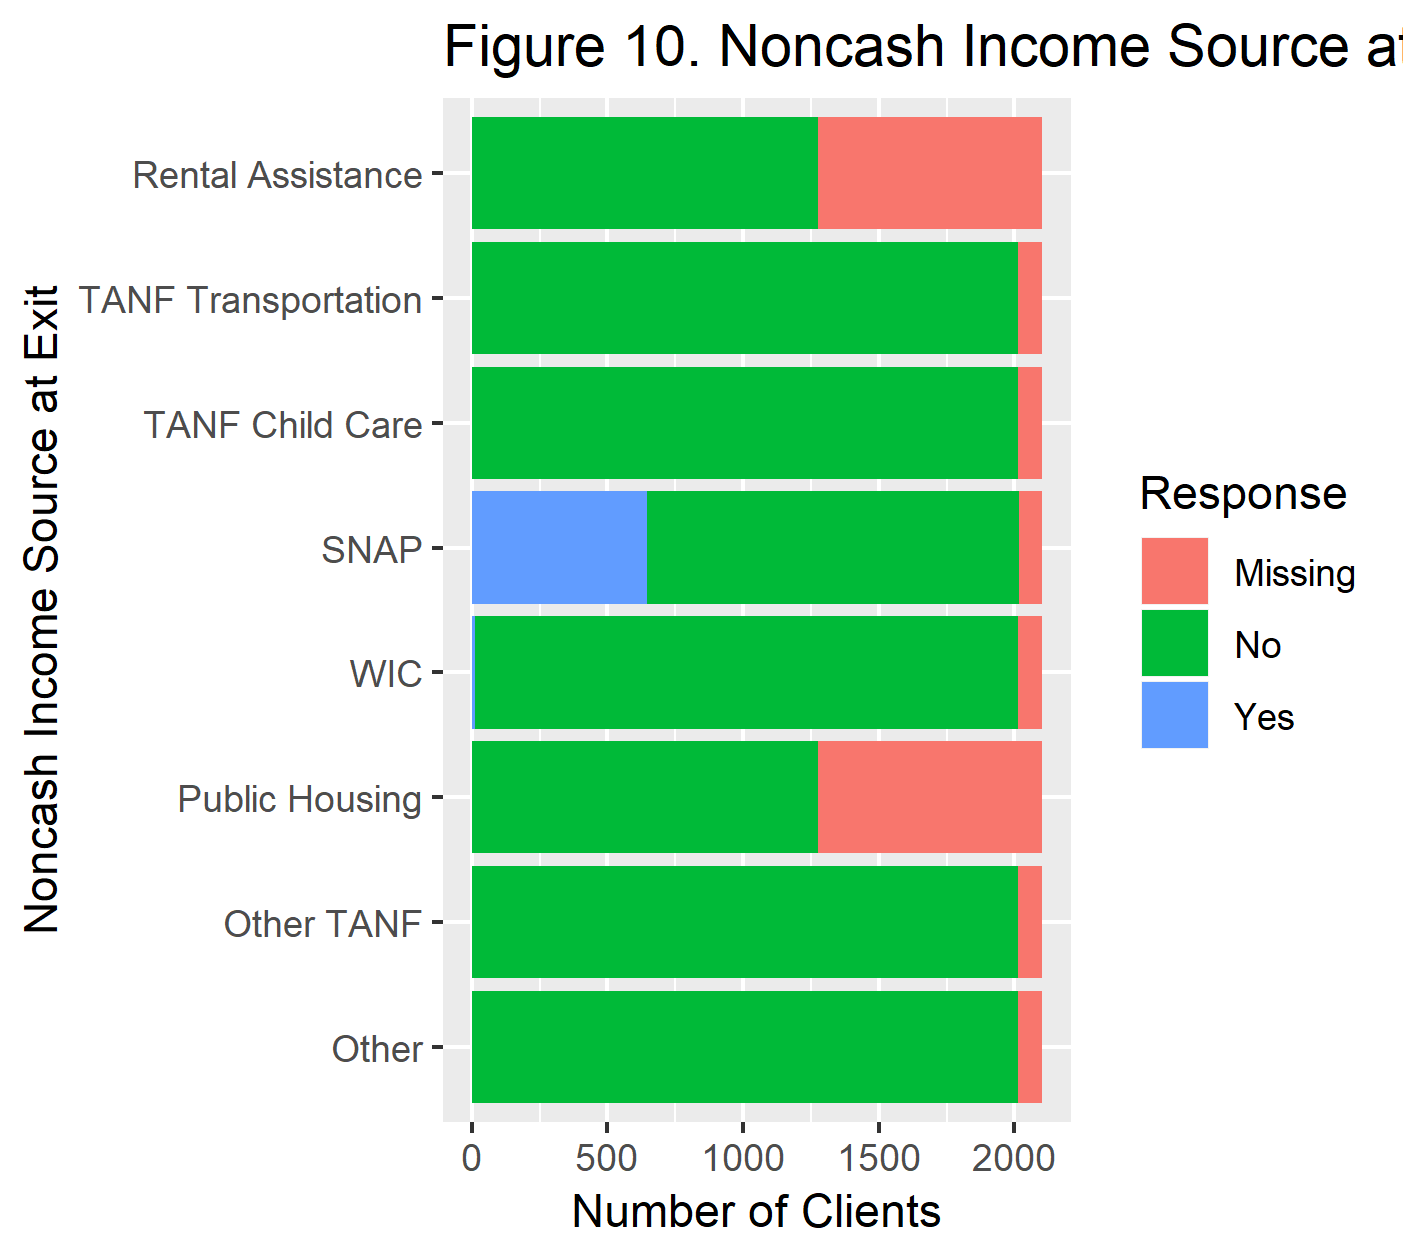 Figure 10. Noncash Income Source at
Noncash Income Source at Exit
Rental Assistance
TANF Transportation
TANF Child Care
SNAP
WIC
Public Housing
Other TANF
Other
0 500 1000 1500 2000
Number of Clients
Response
Missing
No
Yes